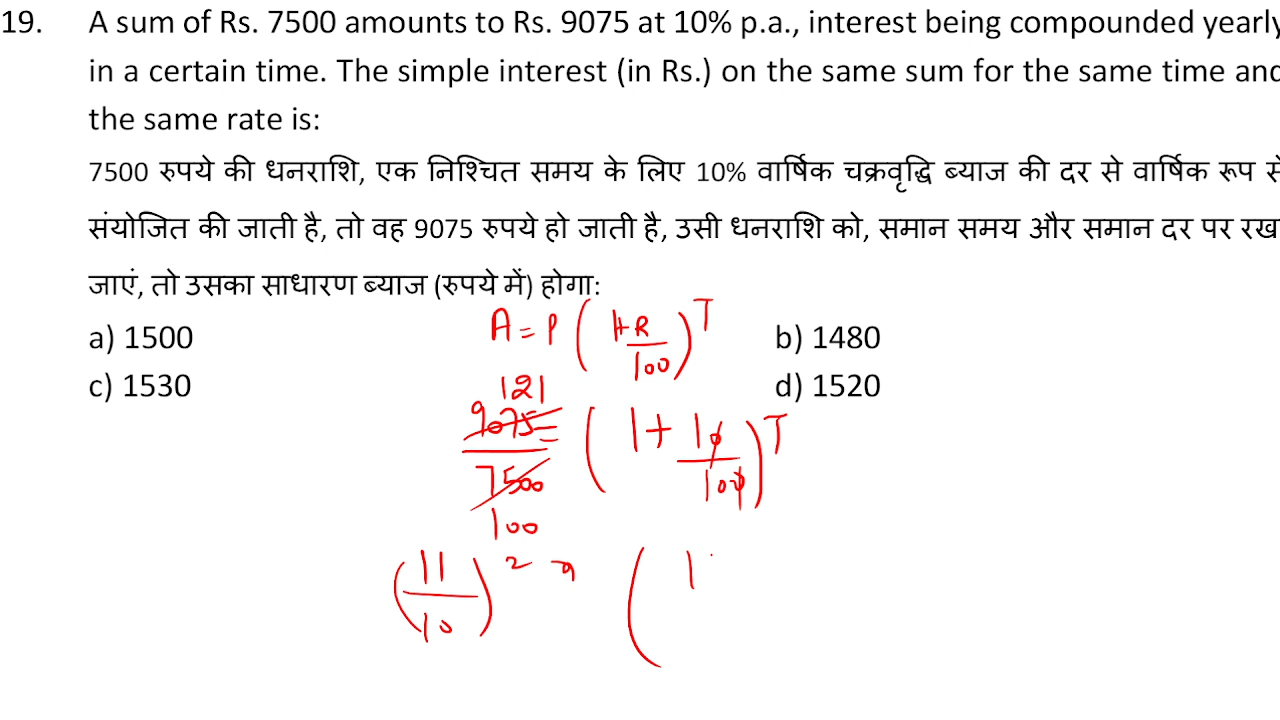 19. A sum of Rs. 7500 amounts to Rs. 9075 at 10% p.a., interest being compounded yearly
in a certain time. The simple interest (in Rs.) on the same sum for the same time and
the same rate is:
7500 रुपये की धनराशि, एक निश्चित समय के लिए 10% वार्षिक चक्रवृद्धि ब्याज की दर से वार्षिक रूप से
संयोजित की जाती है, तो वह 9075 रुपये हो जाती है, उसी धनराशि को, समान समय और समान दर पर रख
जाएं, तो उसका साधारण ब्याज (रुपये में) होगा:
a) 1500 b) 1480
A = P ( 1+R/100 )^T
c) 1530 d) 1520
121
9075/7500 = ( 1 + 10/100 )^T
100
( 11/10 )^2 = ( 1